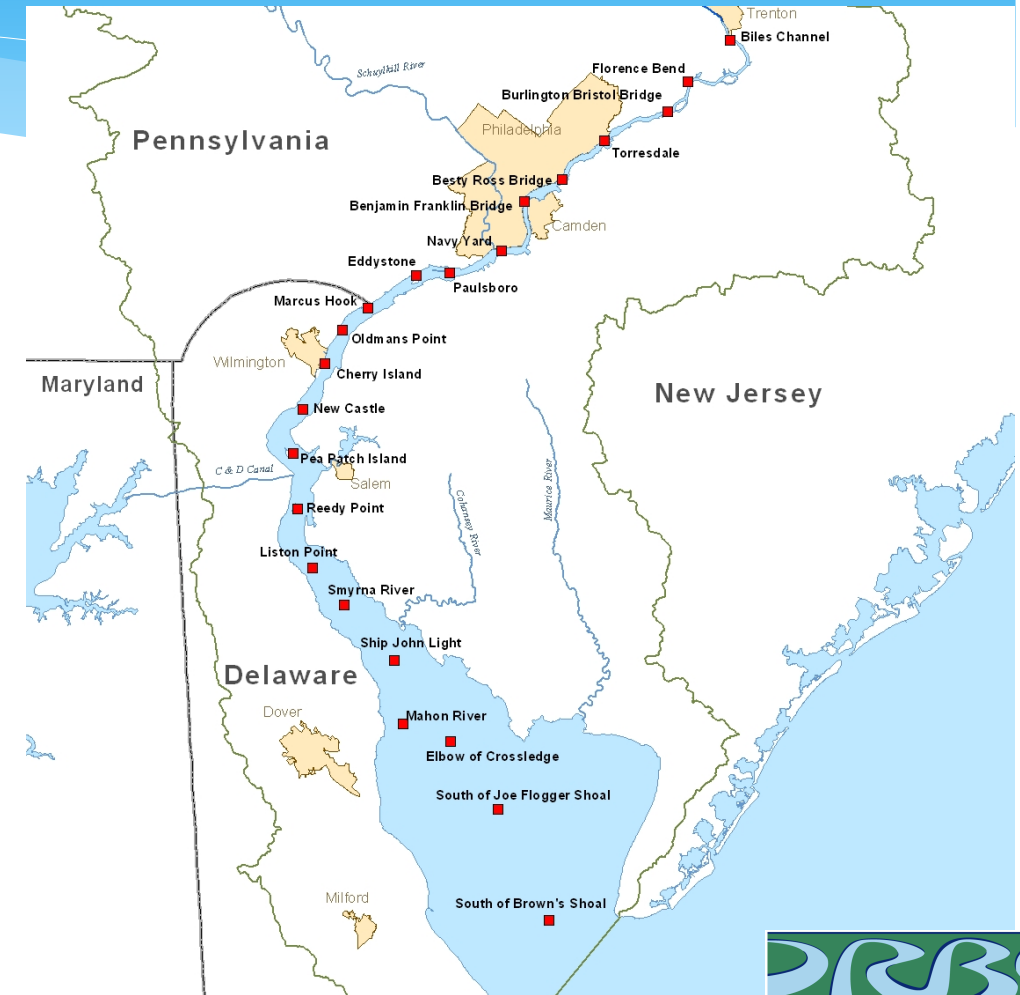 Trenton
Biles Channel
Florence Bend
Schuylkill River
Burlington Bristol Bridge
Philadelphia
Pennsylvania
Torresdale
Besty Ross Bridge
Benjamin Franklin Bridge
Camden
Navy Yard
Eddystone
Paulsboro
Marcus Hook
Oldmans Point
Wilmington
Cherry Island
Maryland
New Jersey
New Castle
Pea Patch Island
C & D Canal
Salem
Maurice River
Reedy Point
Cohansey River
Liston Point
Smyrna River
Ship John Light
Delaware
Dover
Mahon River
Elbow of Crossledge
South of Joe Flogger Shoal
Milford
South of Brown's Shoal
DRB